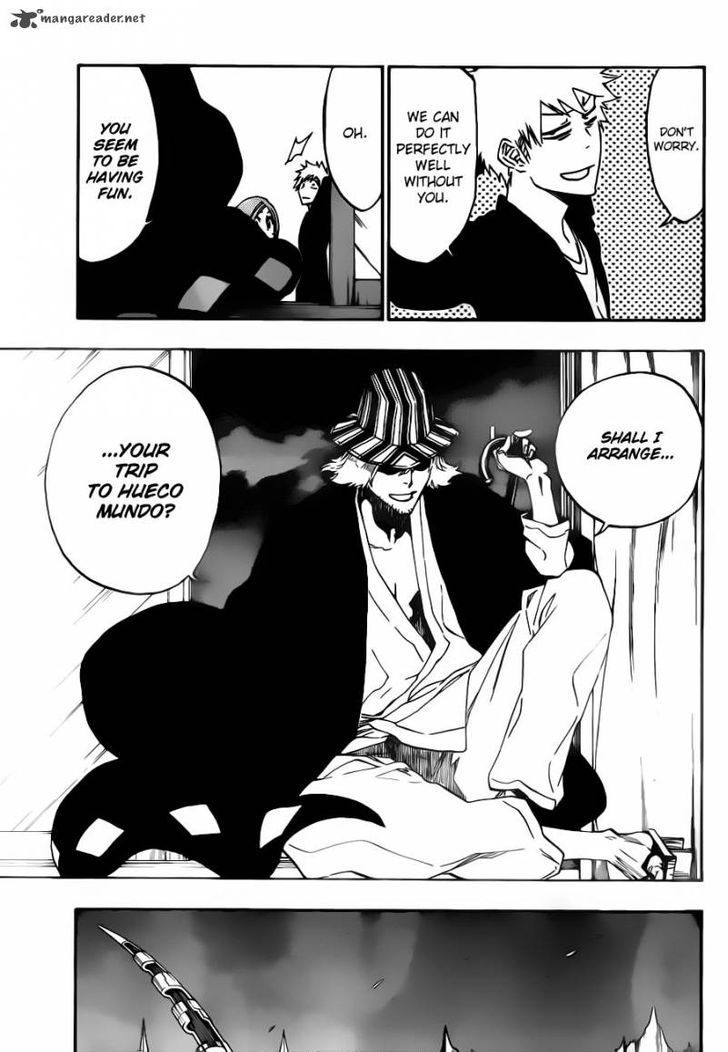 mangareader.net
DON'T
WORRY.
WE CAN
DO IT
PERFECTLY
WELL
WITHOUT
YOU.
OH.
YOU
SEEM
TO BE
HAVING
FUN.
SHALL I
ARRANGE...
...YOUR
TRIP
TO HUECO
MUNDO?